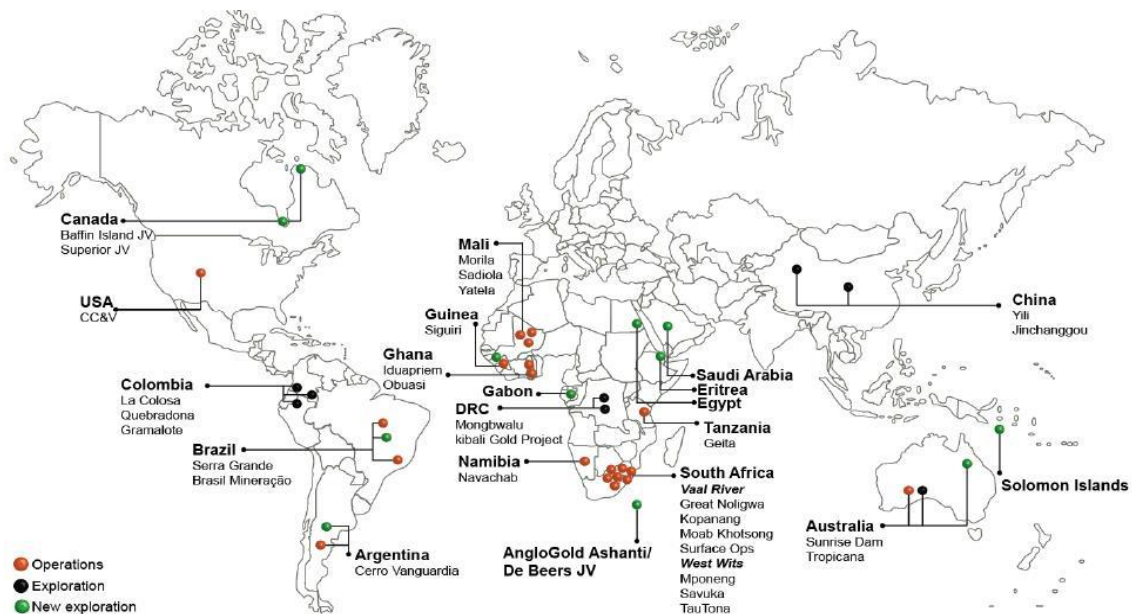 Canada
Baffin Island JV
Superior JV
USA
CC&V
Colombia
La Colosa
Quebradona
Gramalote
Brazil
Serra Grande
Brasil Mineração
Argentina
Cerro Vanguardia
Mali
Morila
Sadiola
Yatela
Guinea
Siguiri
Ghana
Iduapriem
Obuasi
Gabon
DRC
Mongbwalu
kibali Gold Project
Namibia
Navachab
AngloGold Ashanti/
De Beers JV
Saudi Arabia
Eritrea
Egypt
Tanzania
Geita
South Africa
Vaal River
Great Noligwa
Kopanang
Moab Khotsong
Surface Ops
West Wits
Mponeng
Savuka
TauTona
China
Yili
Jinchanggou
Solomon Islands
Australia
Sunrise Dam
Tropicana
Operations
Exploration
New exploration